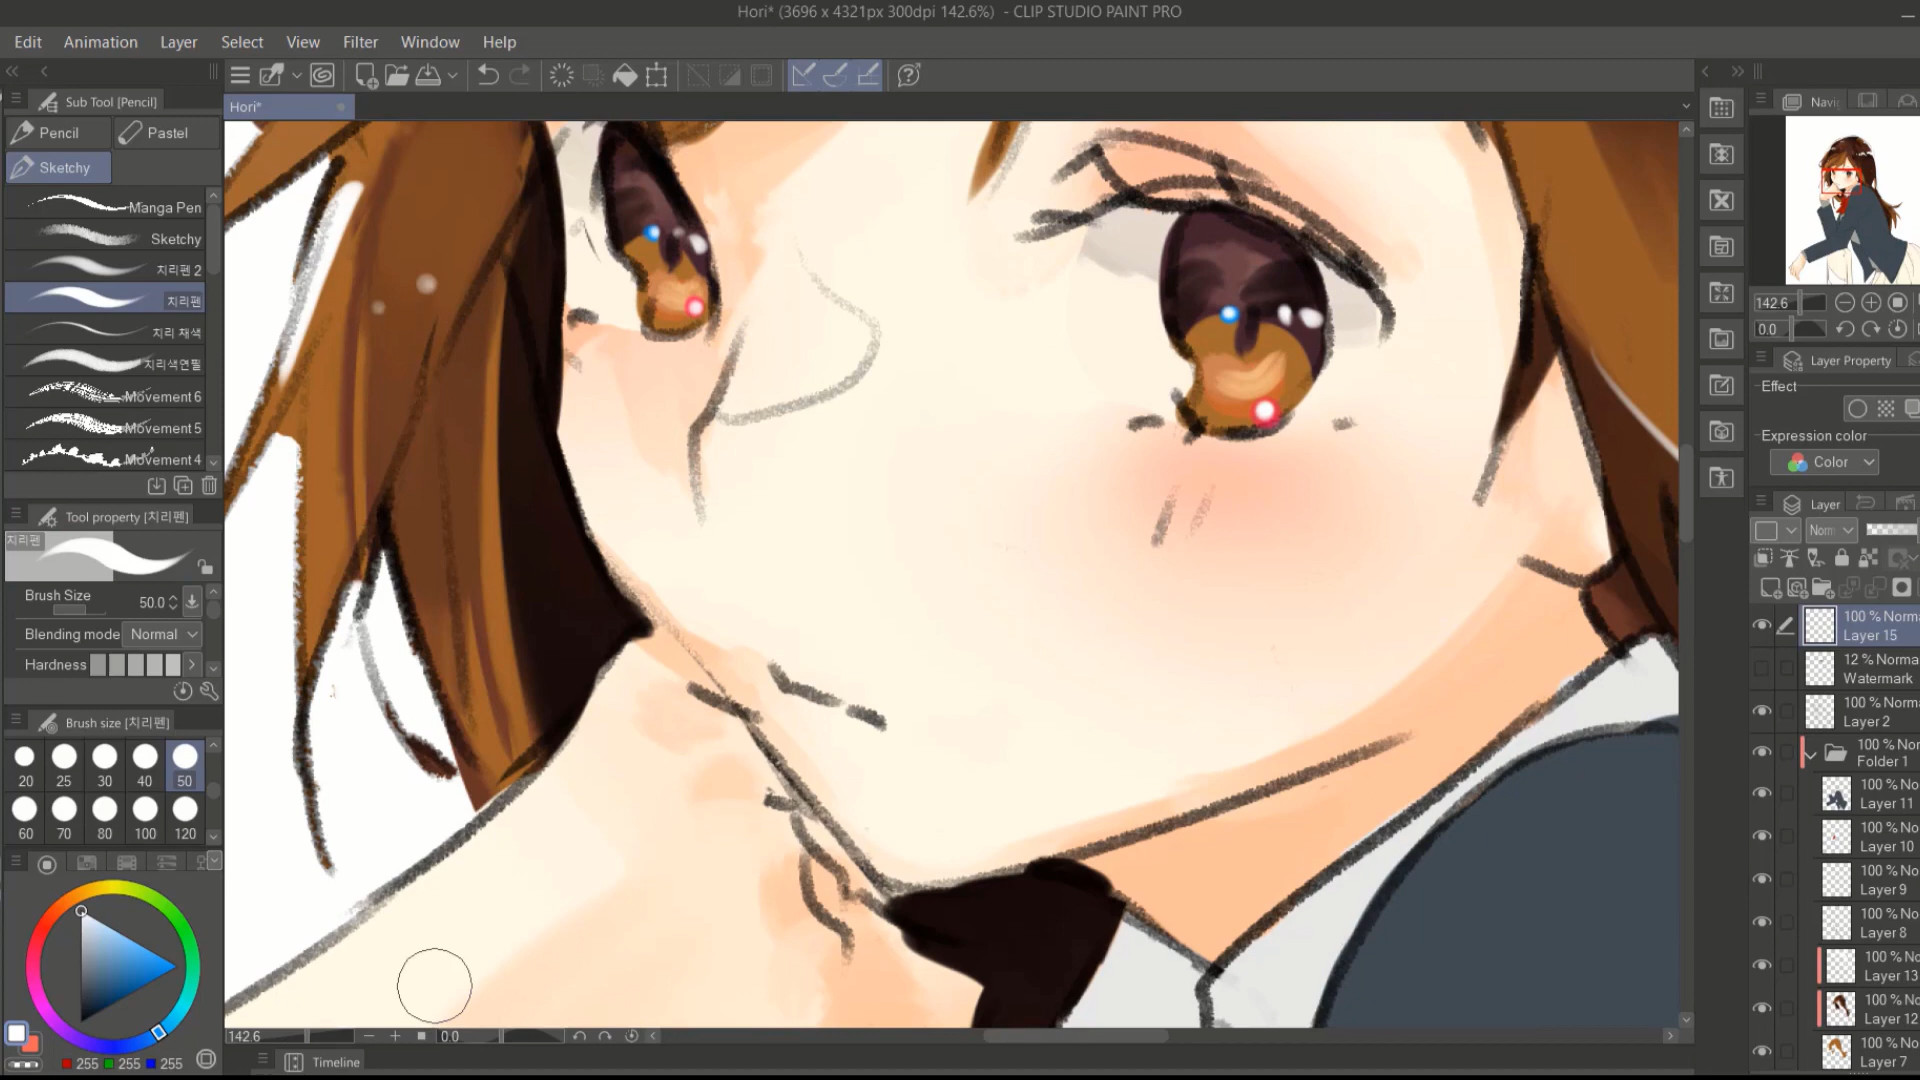 Hori* (3696 x 4321px 300dpi 142.6%) - CLIP STUDIO PAINT PRO
Edit Animation Layer Select View Filter Window Help
Sub Tool [Pencil]
Pencil Pastel
Sketchy
Manga Pen
Sketchy
치리펜 2
치리펜
치리 채색
치리색연필
Movement 6
Movement 5
Movement 4
Tool property [치리펜]
치리펜
Brush Size 50.0
Blending mode Normal
Hardness
Brush size [치리펜]
20 25 30 40 50
60 70 80 100 120
255 255 255
Hori*
142.6 0.0
Timeline
Navi
142.6
0.0
Layer Property
Effect
Expression color
Color
Layer
Norm
100 % Norma
Layer 15
12 % Norma
Watermark
100 % Norma
Layer 2
100 % Nor
Folder 1
100 % No
Layer 11
100 % No
Layer 10
100 % No
Layer 9
100 % No
Layer 8
100 % No
Layer 13
100 % No
Layer 12
100 % No
Layer 7